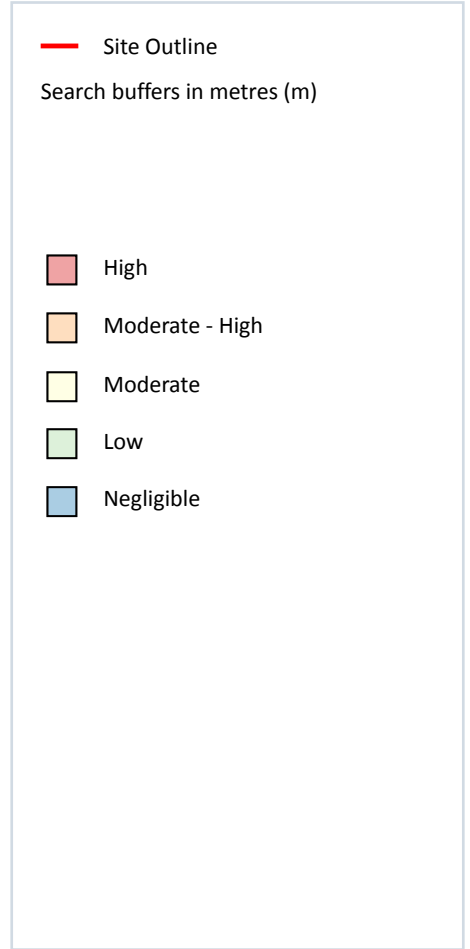 Site Outline
Search buffers in metres (m)
High
Moderate - High
Moderate
Low
Negligible